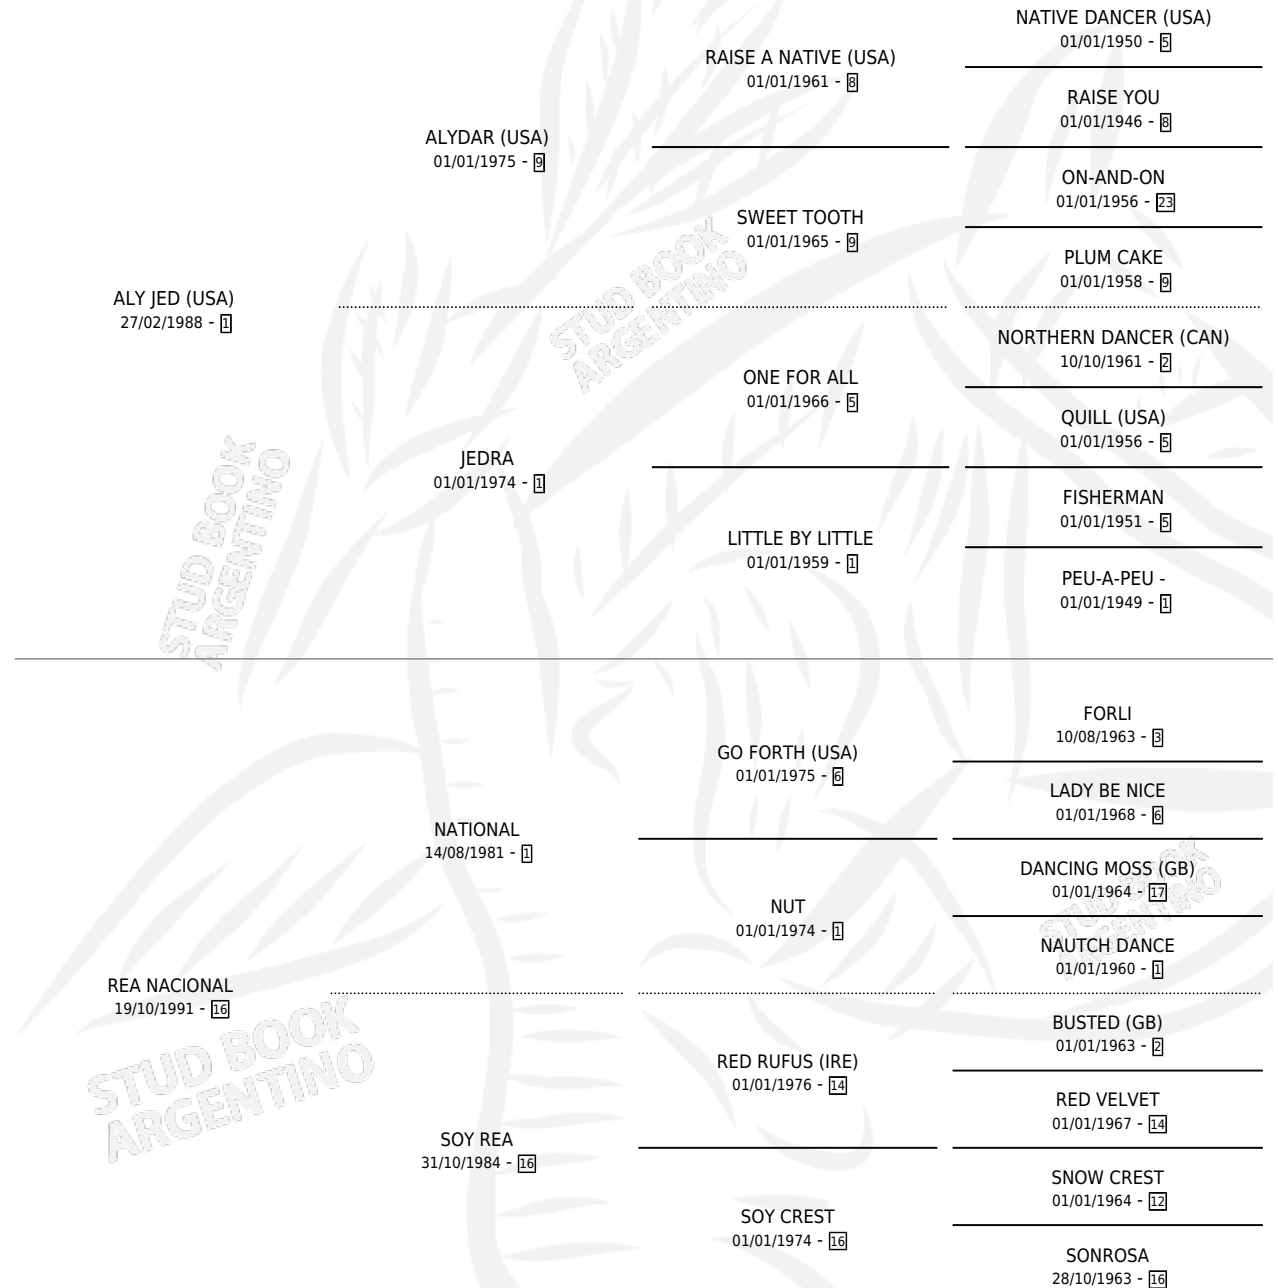 NATIVE DANCER (USA)
01/01/1950 - 5
RAISE A NATIVE (USA)
01/01/1961 - 8
RAISE YOU
01/01/1946 - 8
ALYDAR (USA)
01/01/1975 - 9
ON-AND-ON
01/01/1956 - 23
SWEET TOOTH
01/01/1965 - 9
PLUM CAKE
01/01/1958 - 9
ALY JED (USA)
27/02/1988 - 1
NORTHERN DANCER (CAN)
10/10/1961 - 2
ONE FOR ALL
01/01/1966 - 5
QUILL (USA)
01/01/1956 - 5
JEDRA
01/01/1974 - 1
FISHERMAN
01/01/1951 - 5
LITTLE BY LITTLE
01/01/1959 - 1
PEU-A-PEU -
01/01/1949 - 1
FORLI
10/08/1963 - 3
GO FORTH (USA)
01/01/1975 - 6
LADY BE NICE
01/01/1968 - 6
NATIONAL
14/08/1981 - 1
DANCING MOSS (GB)
01/01/1964 - 17
NUT
01/01/1974 - 1
NAUTCH DANCE
01/01/1960 - 1
REA NACIONAL
19/10/1991 - 16
BUSTED (GB)
01/01/1963 - 2
RED RUFUS (IRE)
01/01/1976 - 14
RED VELVET
01/01/1967 - 14
SOY REA
31/10/1984 - 16
SNOW CREST
01/01/1964 - 12
SOY CREST
01/01/1974 - 16
SONROSA
28/10/1963 - 16
STUD BOOK
ARGENTINO
STUD BOOK
ARGENTINO
STUD BOOK
ARGENTINO
STUD BOOK
ARGENTINO